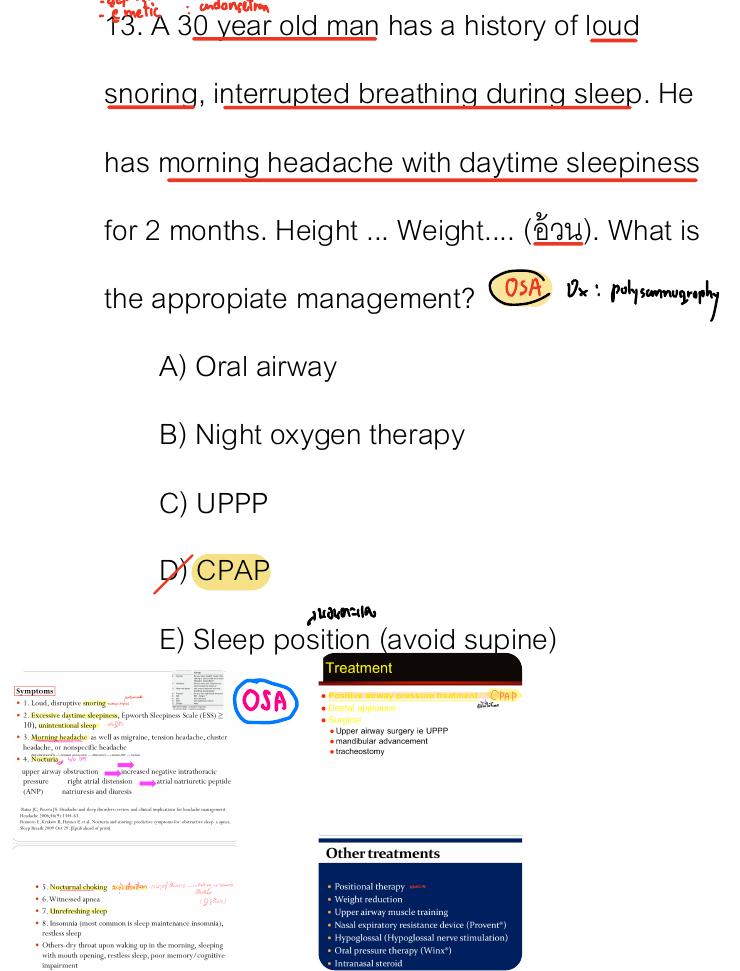 - emetic : ondansetron
13. A 30 year old man has a history of loud
snoring, interrupted breathing during sleep. He
has morning headache with daytime sleepiness
for 2 months. Height ... Weight.... (อ้วน). What is
the appropiate management? OSA Dx : polysomnography
A) Oral airway
B) Night oxygen therapy
C) UPPP
D) CPAP
E) Sleep position (avoid supine)
Symptoms
1. Loud, disruptive snoring
2. Excessive daytime sleepiness, Epworth Sleepiness Scale (ESS) ≥
10), unintentional sleep
3. Morning headache as well as migraine, tension headache, cluster
headache, or nonspecific headache
4. Nocturia
upper airway obstruction increased negative intrathoracic
pressure right atrial distension atrial natriuretic peptide
(ANP) natriuresis and diuresis
OSA
Treatment
Positive airway pressure treatment CPAP
Dental appliance
Surgical
Upper airway surgery ie UPPP
mandibular advancement
tracheostomy
5. Nocturnal choking
6. Witnessed apnea
7. Unrefreshing sleep
8. Insomnia (most common is sleep maintenance insomnia),
restless sleep
Others-dry throat upon waking up in the morning, sleeping
with mouth opening, restless sleep, poor memory/cognitive
impairment
Other treatments
Positional therapy
Weight reduction
Upper airway muscle training
Nasal expiratory resistance device (Provent®)
Hypoglossal (Hypoglossal nerve stimulation)
Oral pressure therapy (Winx®)
Intranasal steroid